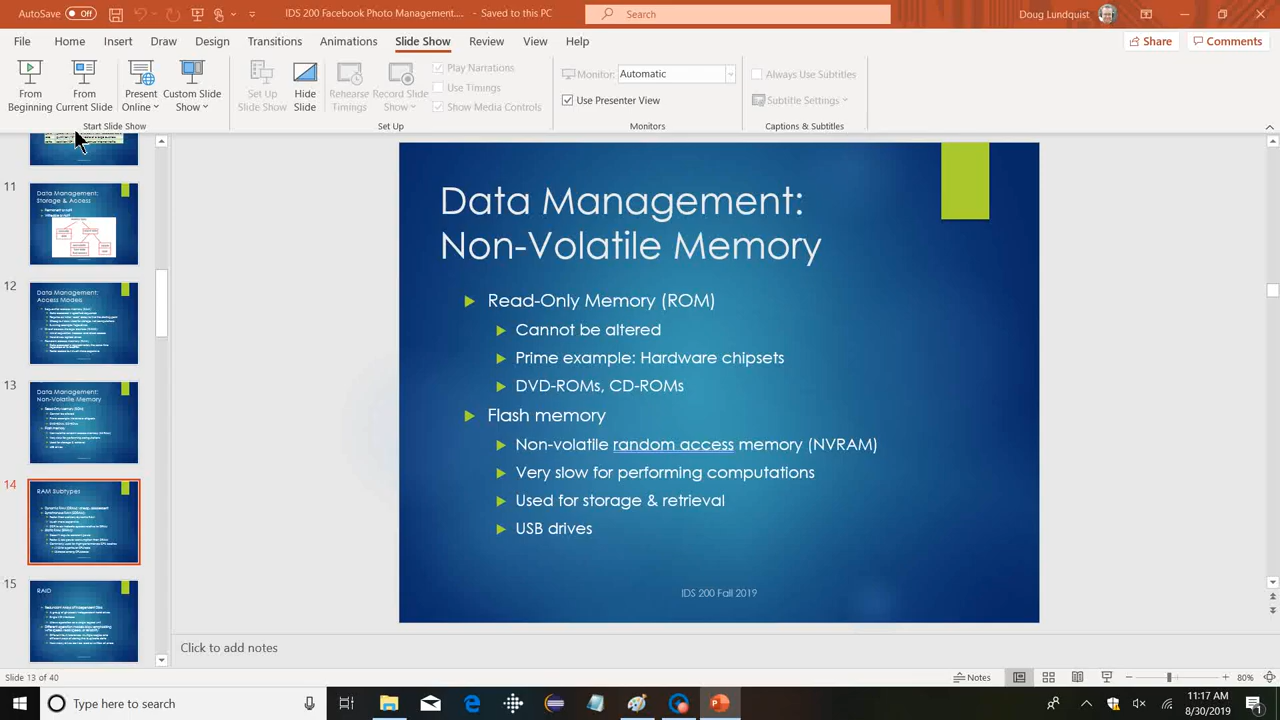 AutoSave Off
IDS 200 Facebook Photo Management.... - Saved to this PC
Search
Doug Lundquist
File Home Insert Draw Design Transitions Animations Slide Show Review View Help
Share Comments
From Beginning
From Current Slide
Present Online
Custom Slide Show
Set Up Slide Show
Hide Slide
Rehearse Timings
Record Slide Show
Play Narrations
Use Timings
Show Media Controls
Monitor: Automatic
Use Presenter View
Always Use Subtitles
Subtitle Settings
Start Slide Show
Set Up
Monitors
Captions & Subtitles
11
Data Management:
Storage & Access
12
Data Management:
Access Models
13
Data Management:
Non-Volatile Memory
14
RAM Subtypes
15
RAID
Data Management:
Non-Volatile Memory
Read-Only Memory (ROM)
Cannot be altered
Prime example: Hardware chipsets
DVD-ROMs, CD-ROMs
Flash memory
Non-volatile random access memory (NVRAM)
Very slow for performing computations
Used for storage & retrieval
USB drives
IDS 200 Fall 2019
Click to add notes
Slide 13 of 40
Notes
80%
Type here to search
11:17 AM
8/30/2019